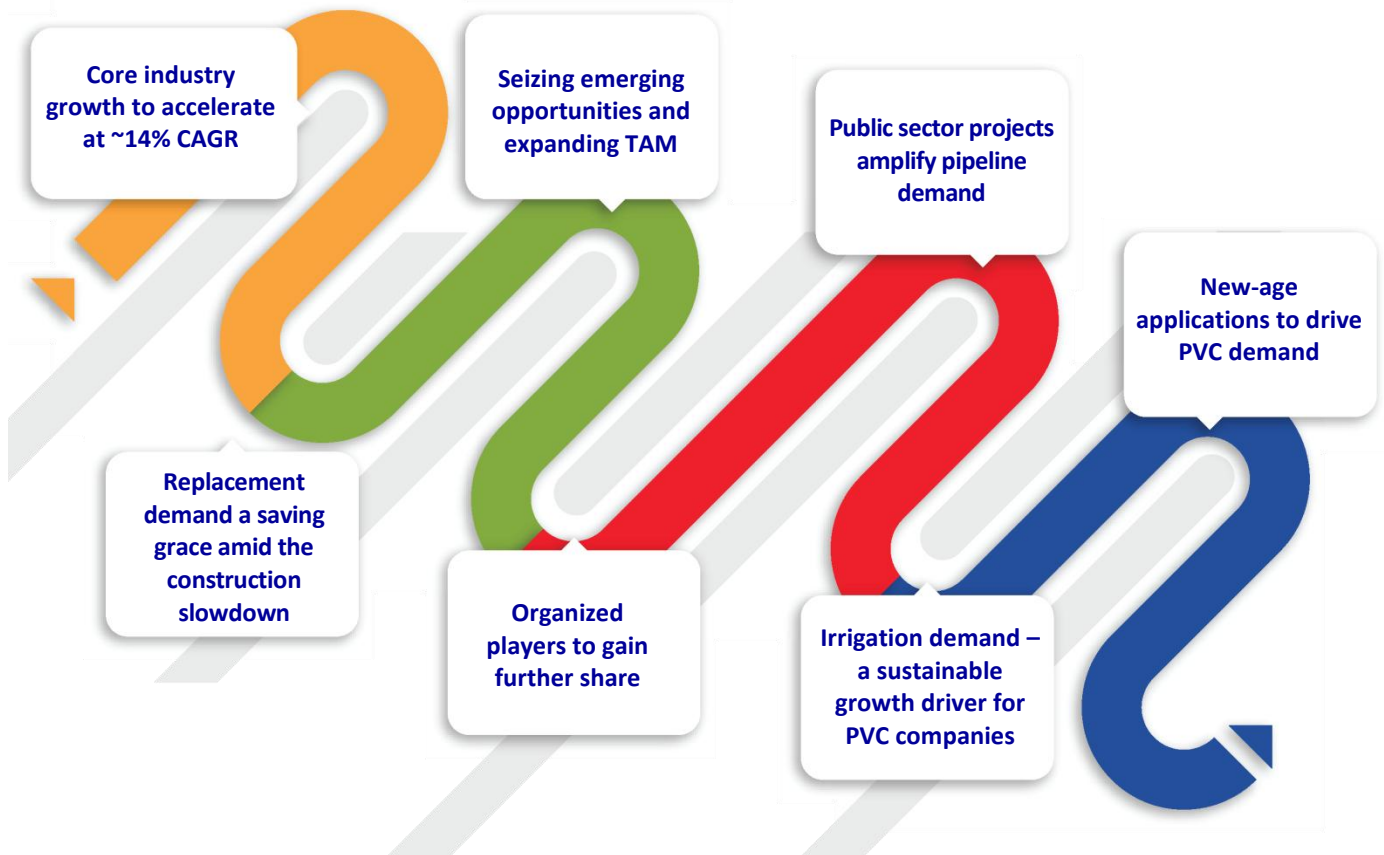 Core industry
growth to accelerate
at ~14% CAGR
Replacement
demand a saving
grace amid the
construction
slowdown
Seizing emerging
opportunities and
expanding TAM
Organized
players to gain
further share
Public sector projects
amplify pipeline
demand
Irrigation demand –
a sustainable
growth driver for
PVC companies
New-age
applications to drive
PVC demand